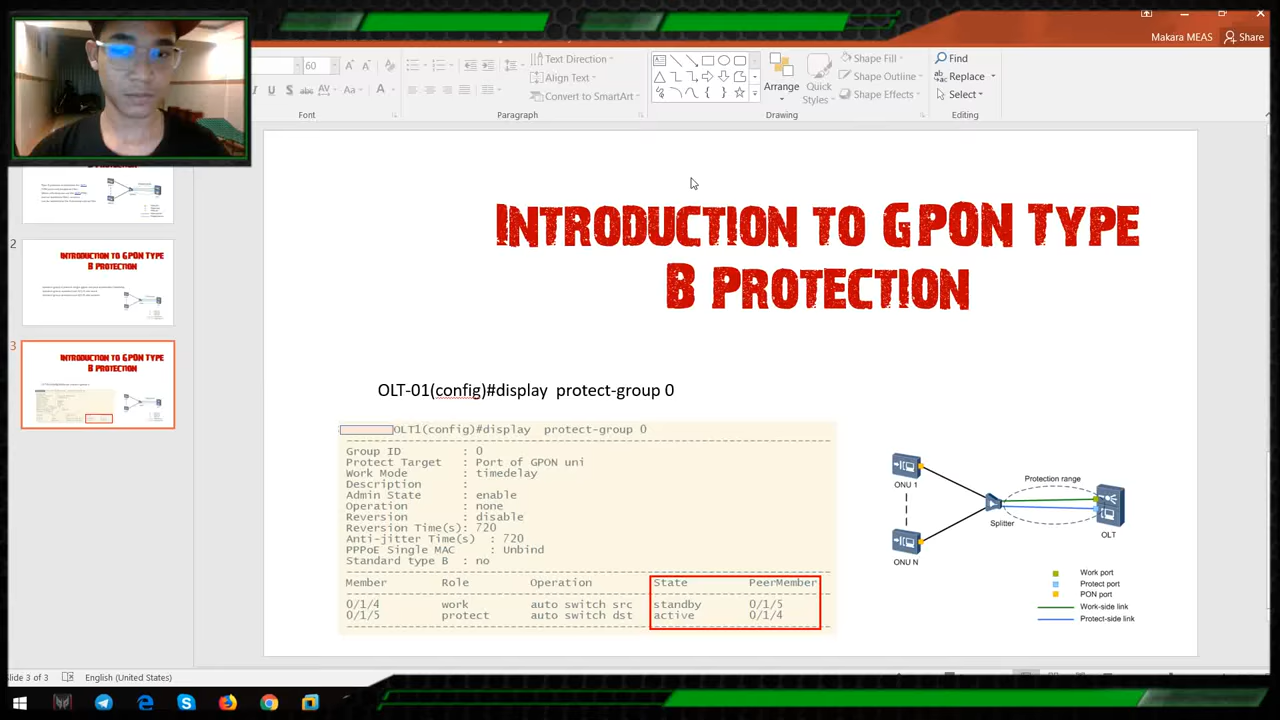 Makara MEAS
Share
60
Text Direction
Align Text
Convert to SmartArt
Arrange
Quick
Styles
Shape Fill
Shape Outline
Shape Effects
Find
Replace
Select
Font
Paragraph
Drawing
Editing
2
INTRODUCTION TO GPON TYPE
B PROTECTION
3
INTRODUCTION TO GPON TYPE
B PROTECTION
INTRODUCTION TO GPON TYPE
B PROTECTION
OLT-01(config)#display protect-group 0
OLT1(config)#display protect-group 0
Group ID : 0
Protect Target : Port of GPON uni
Work Mode : timedelay
Description :
Admin State : enable
Operation : none
Reversion : disable
Reversion Time(s): 720
Anti-jitter Time(s) : 720
PPPoE Single MAC : Unbind
Standard type B : no
Member Role Operation State PeerMember
0/1/4 work auto switch src standby 0/1/5
0/1/5 protect auto switch dst active 0/1/4
ONU 1
ONU N
Splitter
Protection range
OLT
Work port
Protect port
PON port
Work-side link
Protect-side link
Slide 3 of 3
English (United States)